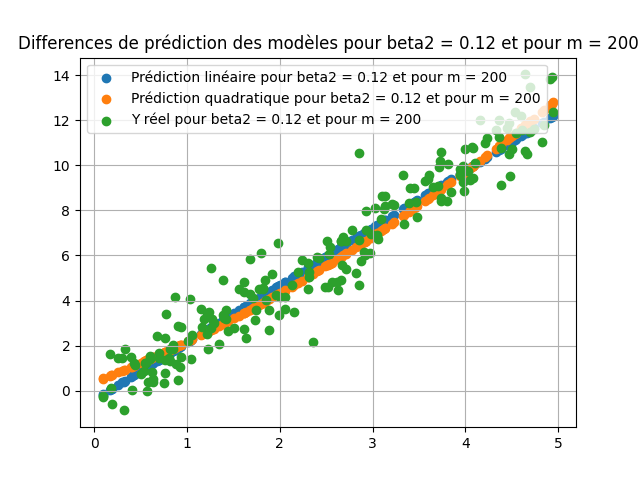 Differences de prédiction des modèles pour beta2 = 0.12 et pour m = 200
Prédiction linéaire pour beta2 = 0.12 et pour m = 200
Prédiction quadratique pour beta2 = 0.12 et pour m = 200
Y réel pour beta2 = 0.12 et pour m = 200
14
12
10
8
6
4
2
0
0 1 2 3 4 5